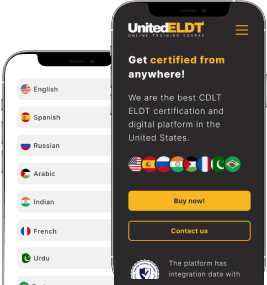 English
Spanish
Russian
Arabic
Indian
French
Urdu
UnitedELDT
ONLINE TRAINING COURSE
Get certified from
anywhere!
We are the best CDLT
ELDT certification and
digital platform in the
United States.
Buy now!
Contact us
The platform has
integration data with